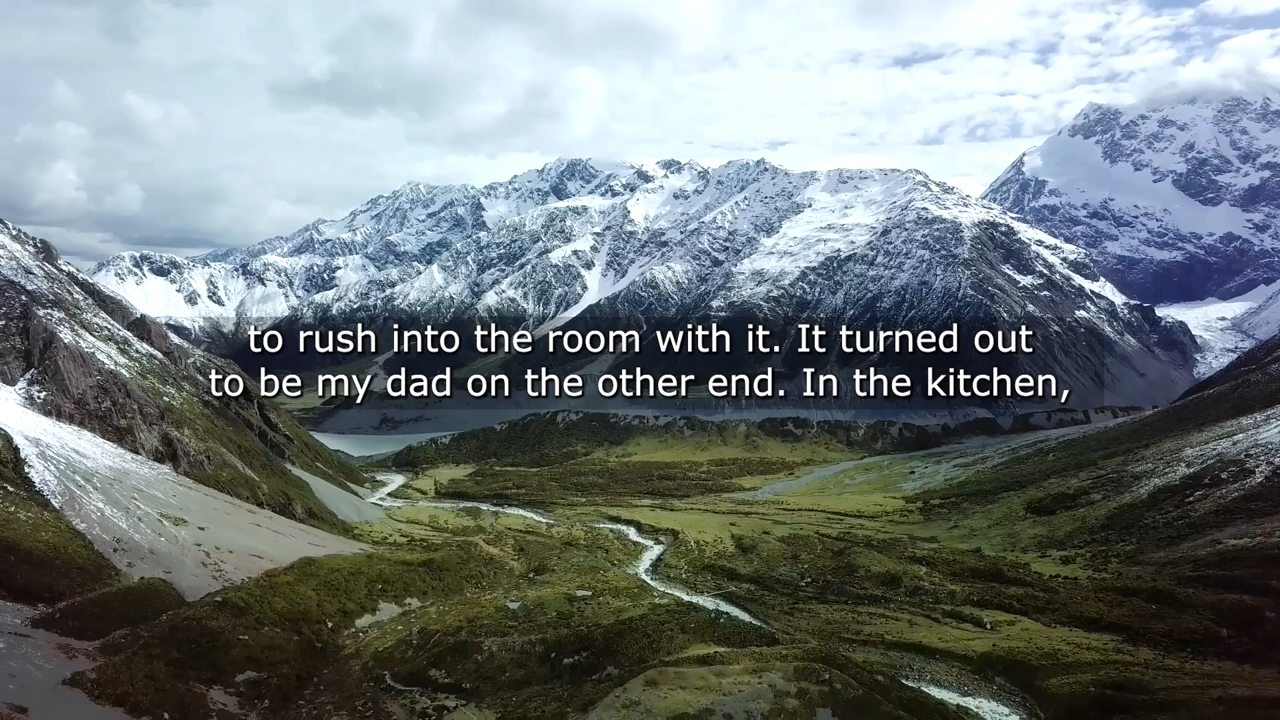 to rush into the room with it. It turned out
to be my dad on the other end. In the kitchen,